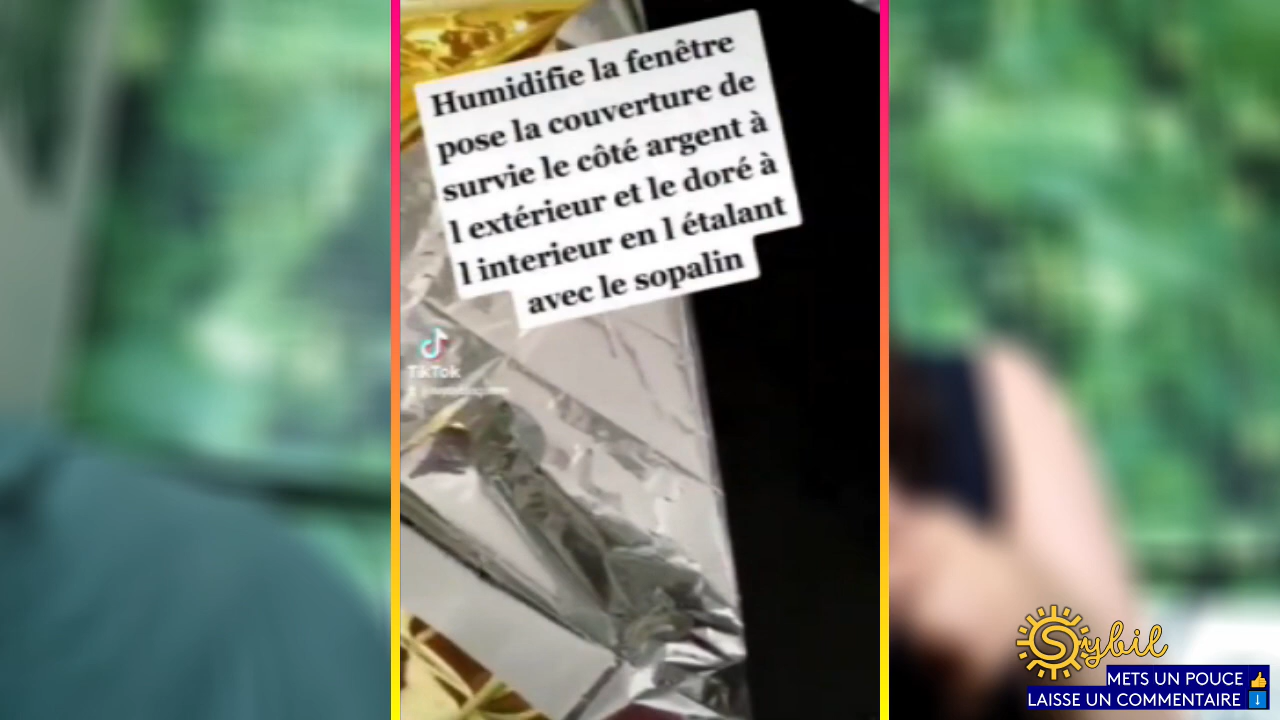 Humidifie la fenêtre
pose la couverture de
survie le côté argent à
l extérieur et le doré à
l interieur en l étalant
avec le sopalin
TikTok
Sybil
METS UN POUCE 👍
LAISSE UN COMMENTAIRE ⬇️